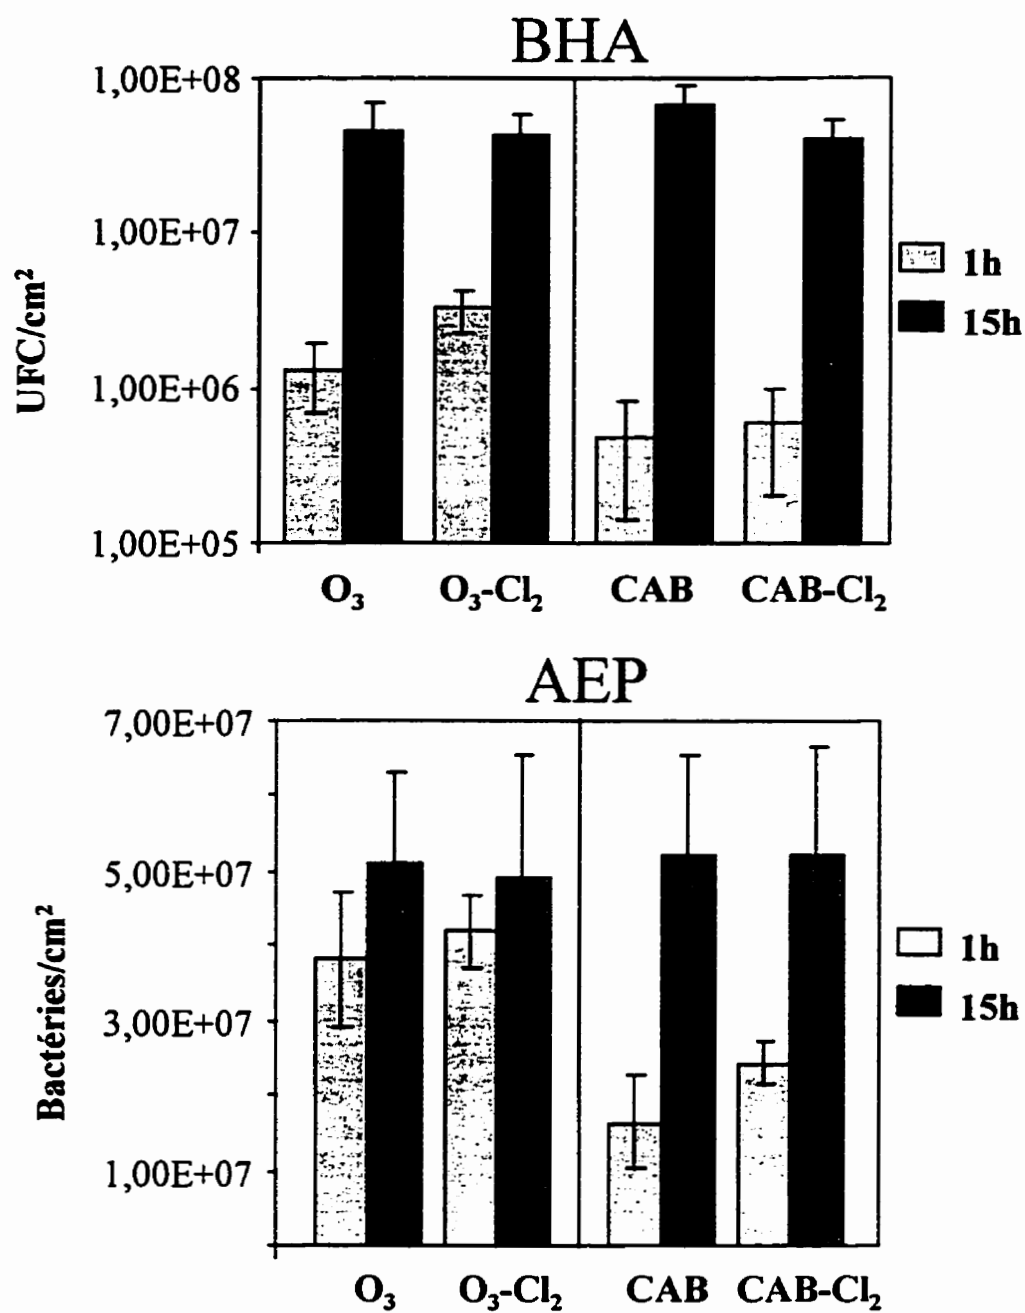 BHA
1,00E+08
1,00E+07
1,00E+06
1,00E+05
UFC/cm²
1h
15h
O₃ O₃-Cl₂ CAB CAB-Cl₂
AEP
7,00E+07
5,00E+07
3,00E+07
1,00E+07
Bactéries/cm²
1h
15h
O₃ O₃-Cl₂ CAB CAB-Cl₂